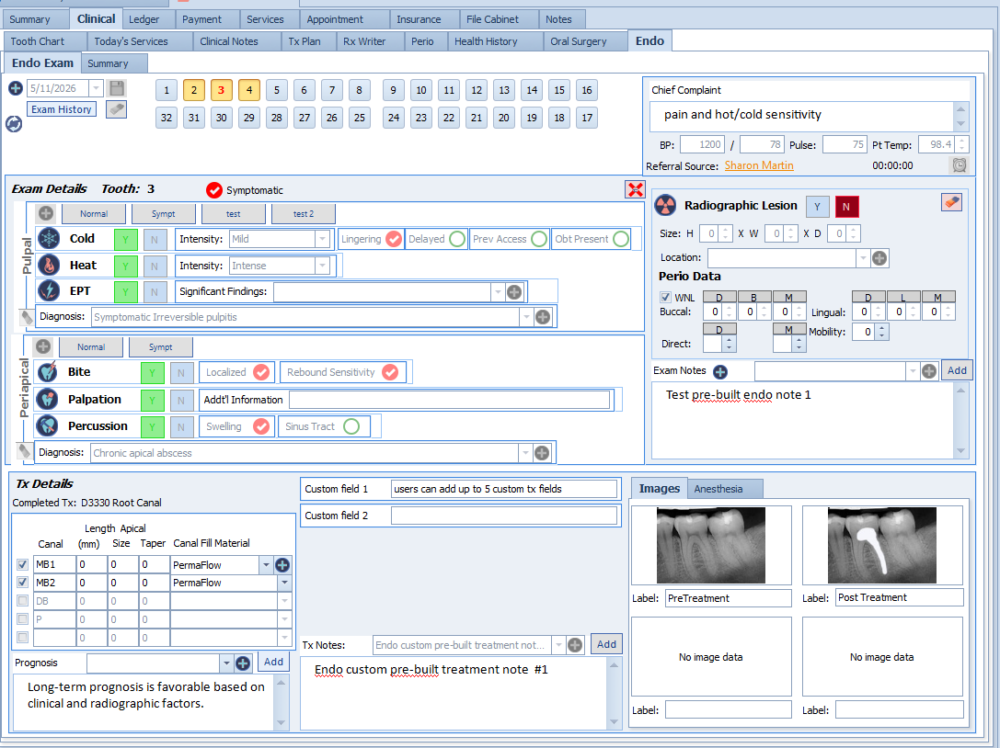 Summary Clinical Ledger Payment Services Appointment Insurance File Cabinet Notes
Tooth Chart Today's Services Clinical Notes Tx Plan Rx Writer Perio Health History Oral Surgery Endo
Endo Exam Summary
5/11/2026
Exam History
1 2 3 4 5 6 7 8 9 10 11 12 13 14 15 16
32 31 30 29 28 27 26 25 24 23 22 21 20 19 18 17
Chief Complaint
pain and hot/cold sensitivity
BP: 1200 / 78 Pulse: 75 Pt Temp: 98.4
Referral Source: Sharon Martin 00:00:00
Exam Details Tooth: 3 Symptomatic
Pulpal
Normal Sympt test test 2
Cold Y N Intensity: Mild Lingering Delayed Prev Access Obt Present
Heat Y N Intensity: Intense
EPT Y N Significant Findings:
Diagnosis: Symptomatic Irreversible pulpitis
Periapical
Normal Sympt
Bite Y N Localized Rebound Sensitivity
Palpation Y N Addt'l Information
Percussion Y N Swelling Sinus Tract
Diagnosis: Chronic apical abscess
Radiographic Lesion Y N
Size: H 0 X W 0 X D 0
Location:
Perio Data
WNL D B M D L M
Buccal: 0 0 0 Lingual: 0 0 0
D M Mobility: 0
Direct:
Exam Notes Add
Test pre-built endo note 1
Tx Details
Completed Tx: D3330 Root Canal
Length Apical
Canal (mm) Size Taper Canal Fill Material
MB1 0 0 0 PermaFlow
MB2 0 0 0 PermaFlow
DB 0 0 0
P 0 0 0
0 0 0
Prognosis Add
Long-term prognosis is favorable based on
clinical and radiographic factors.
Custom field 1 users can add up to 5 custom tx fields
Custom field 2
Tx Notes: Endo custom pre-built treatment not... Add
Endo custom pre-built treatment note #1
Images Anesthesia
Label: PreTreatment Label: Post Treatment
No image data No image data
Label: Label: